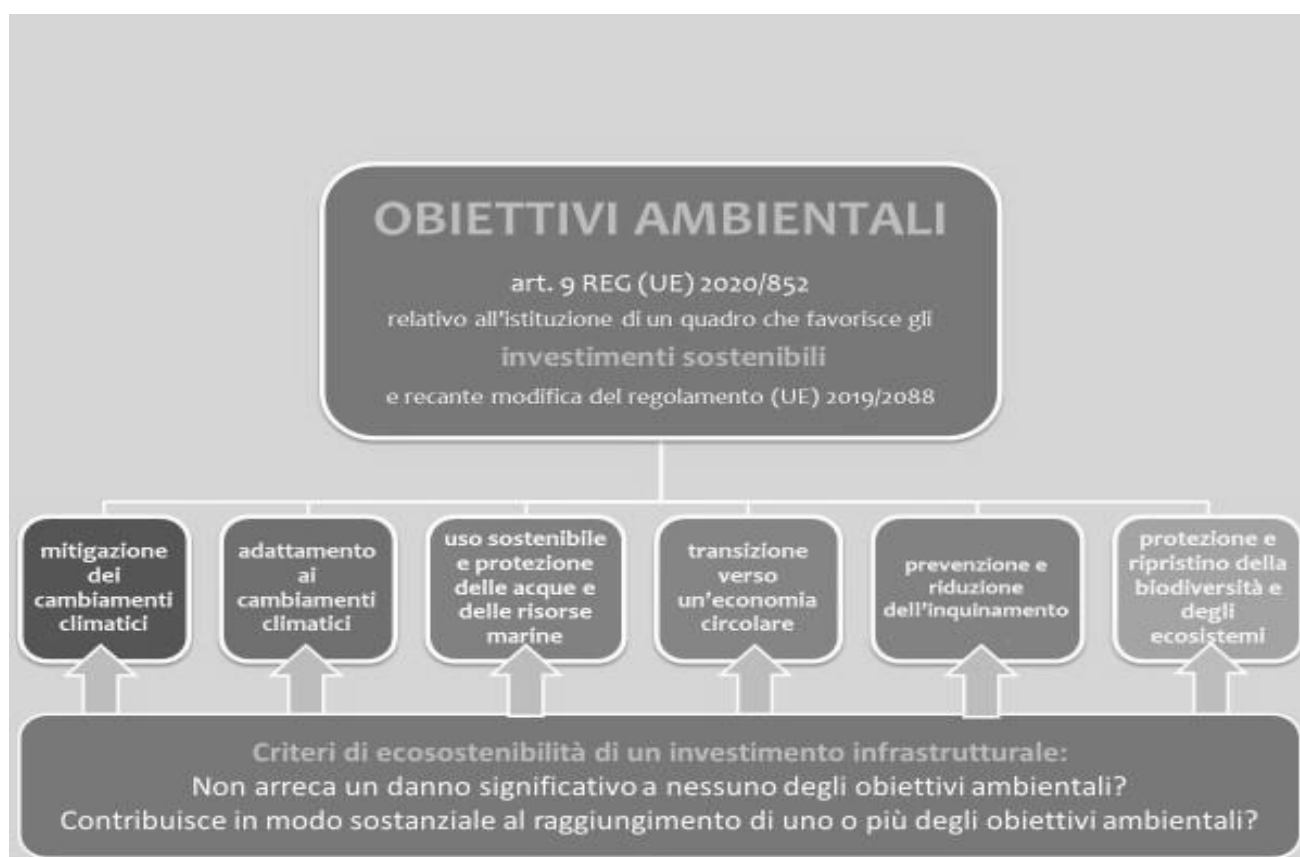 OBIETTIVI AMBIENTALI
art. 9 REG (UE) 2020/852
relativo all'istituzione di un quadro che favorisce gli
investimenti sostenibili
e recante modifica del regolamento (UE) 2019/2088
mitigazione
dei
cambiamenti
climatici
adattamento
ai
cambiamenti
climatici
uso sostenibile
e protezione
delle acque e
delle risorse
marine
transizione
verso
un'economia
circolare
prevenzione e
riduzione
dell'inquinamento
protezione e
ripristino della
biodiversità e
degli
ecosistemi
Criteri di ecosostenibilità di un investimento infrastrutturale:
Non arreca un danno significativo a nessuno degli obiettivi ambientali?
Contribuisce in modo sostanziale al raggiungimento di uno o più degli obiettivi ambientali?